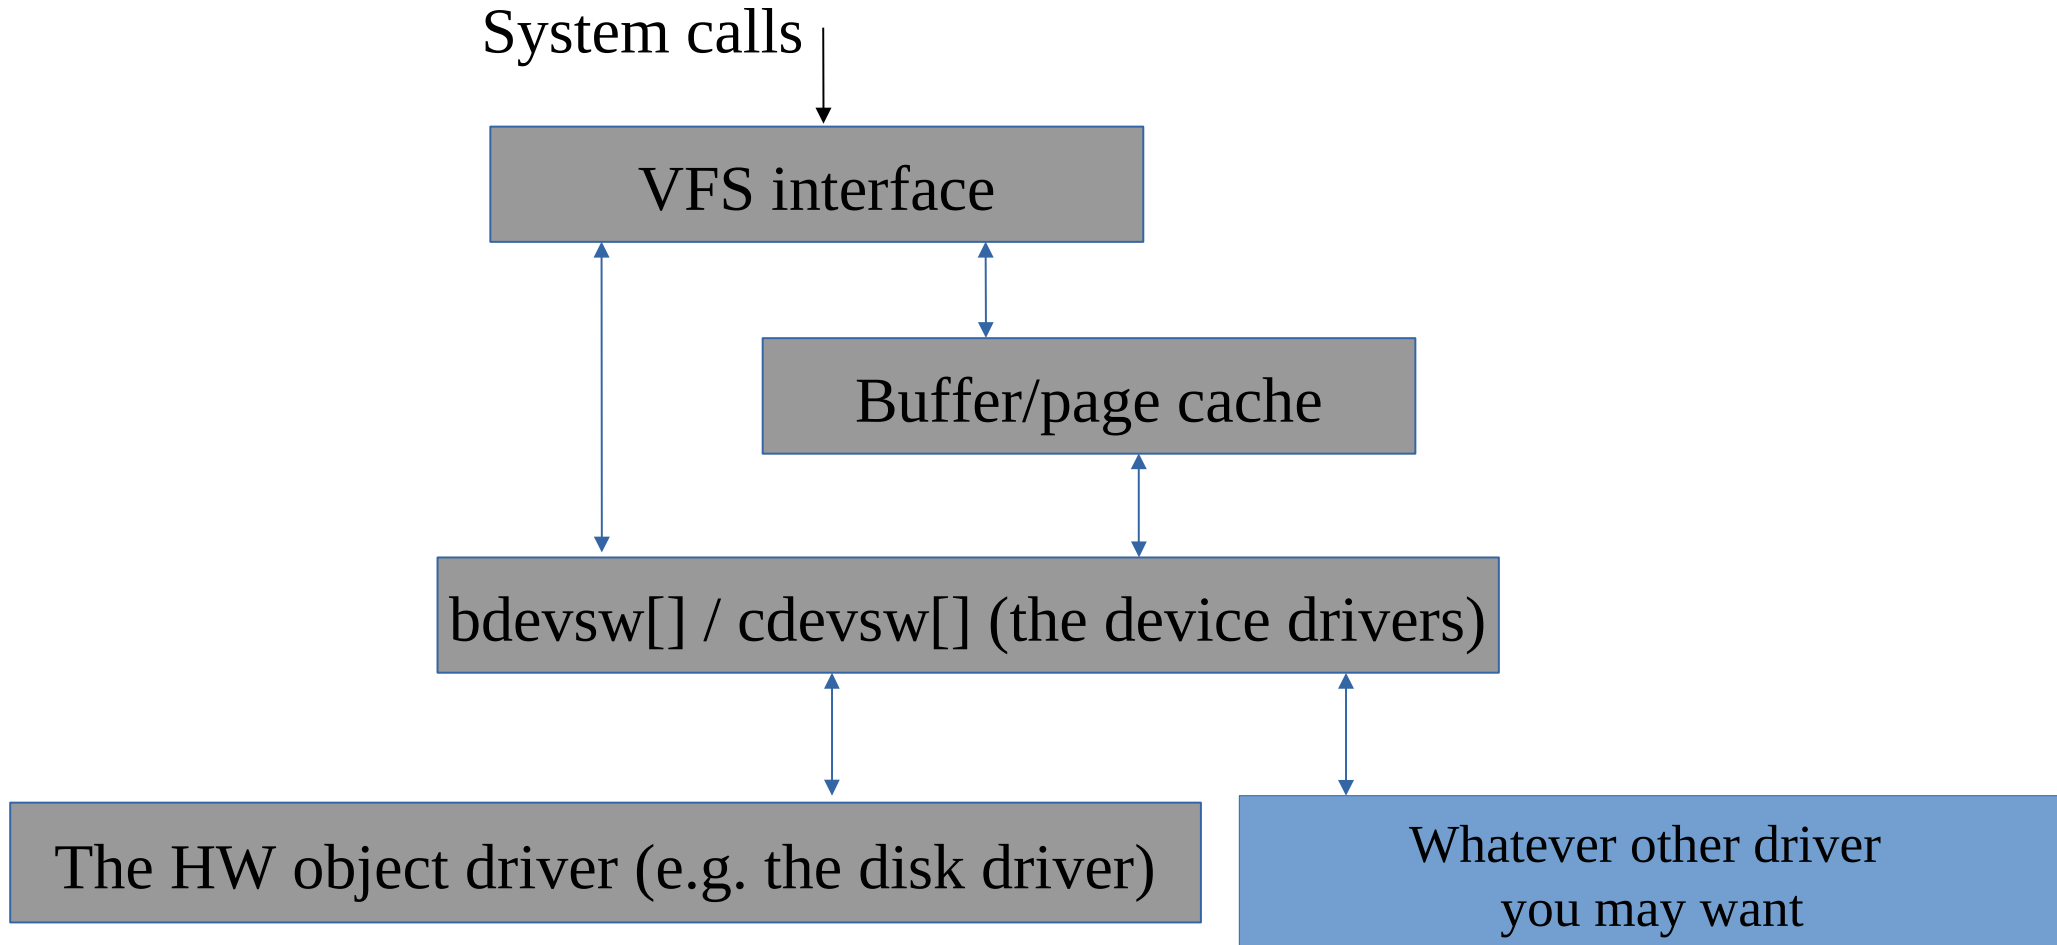 System calls
VFS interface
Buffer/page cache
bdevsw[] / cdevsw[] (the device drivers)
The HW object driver (e.g. the disk driver)
Whatever other driver
you may want